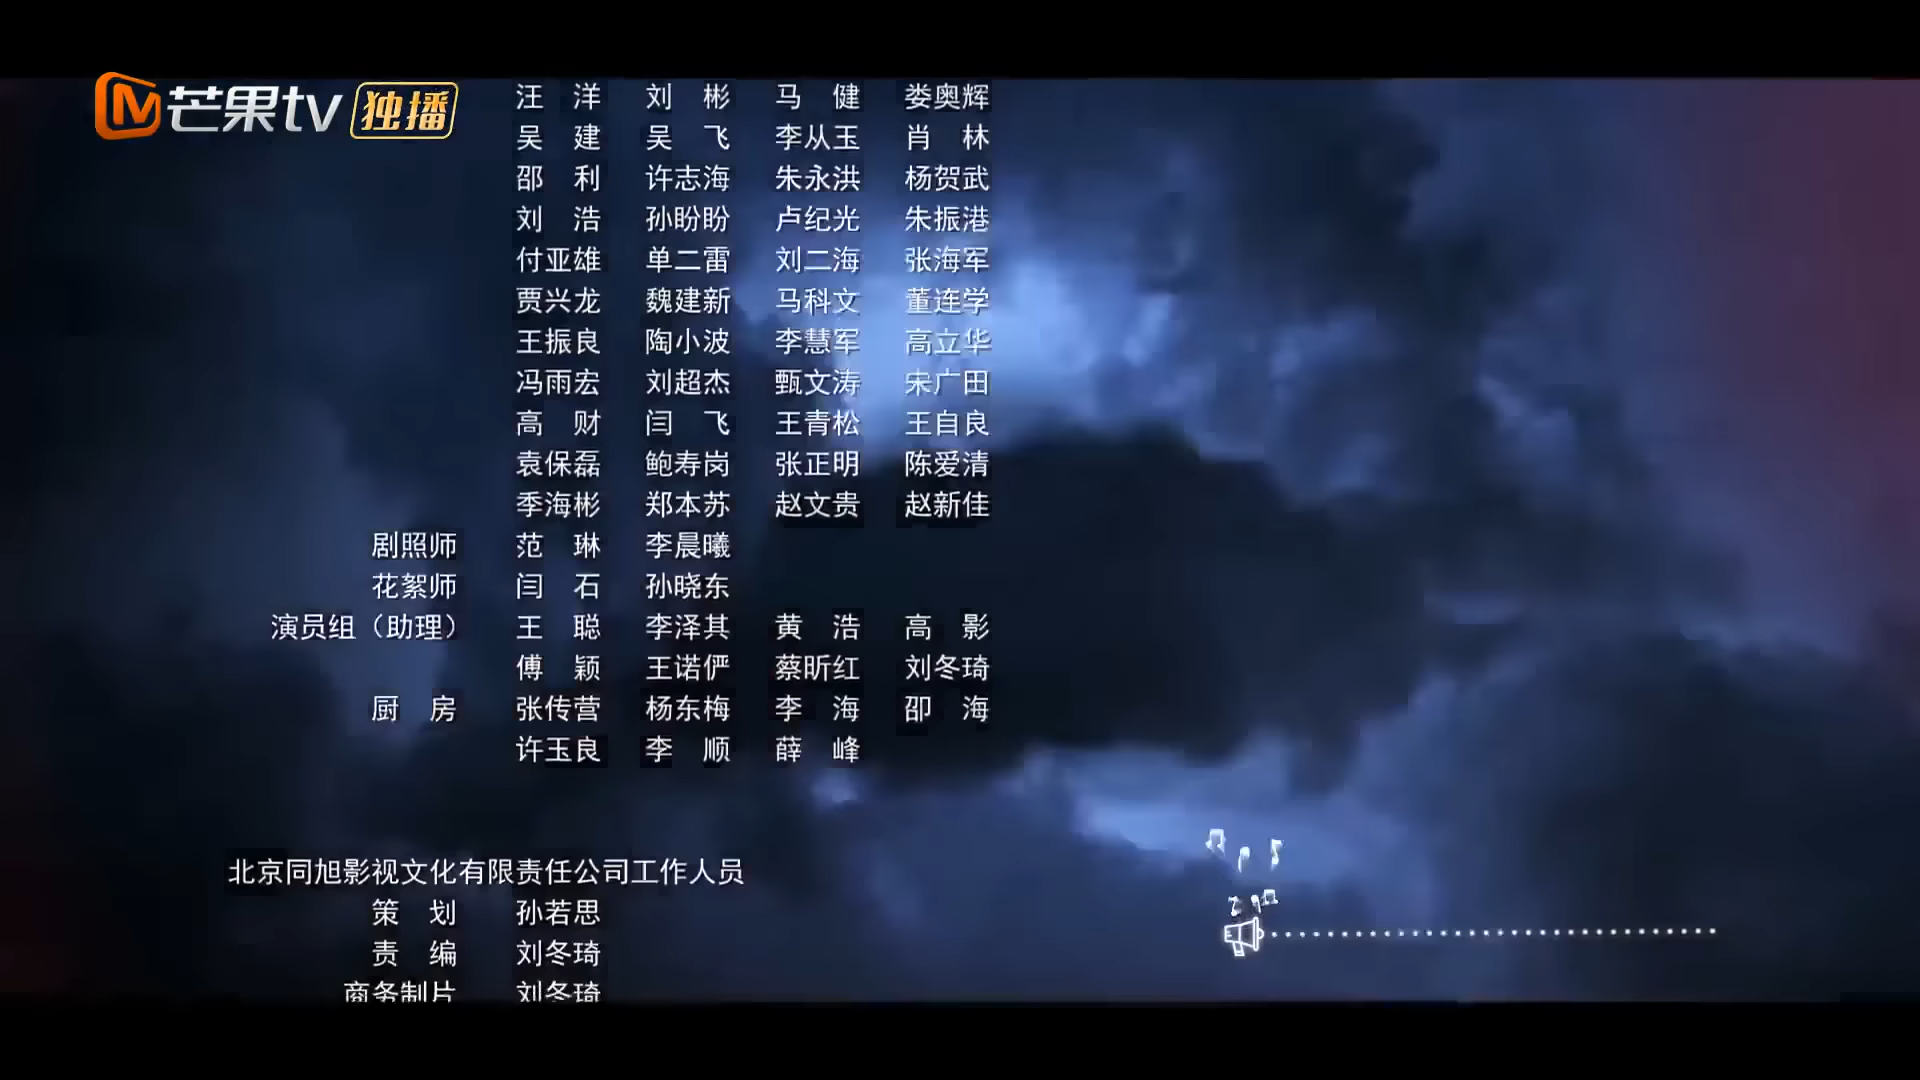 芒果tv 独播
汪 洋 刘 彬 马 健 娄奥辉
吴 建 吴 飞 李从玉 肖 林
邵 利 许志海 朱永洪 杨贺武
刘 浩 孙盼盼 卢纪光 朱振港
付亚雄 单二雷 刘二海 张海军
贾兴龙 魏建新 马科文 董连学
王振良 陶小波 李慧军 高立华
冯雨宏 刘超杰 甄文涛 宋广田
高 财 闫 飞 王青松 王自良
袁保磊 鲍寿岗 张正明 陈爱清
季海彬 郑本苏 赵文贵 赵新佳
剧照师 范 琳 李晨曦
花絮师 闫 石 孙晓东
演员组（助理） 王 聪 李泽其 黄 浩 高 影
傅 颖 王诺俨 蔡昕红 刘冬琦
厨 房 张传营 杨东梅 李 海 邵 海
许玉良 李 顺 薛 峰
北京同旭影视文化有限责任公司工作人员
策 划 孙若思
责 编 刘冬琦
商务制片 刘冬琦